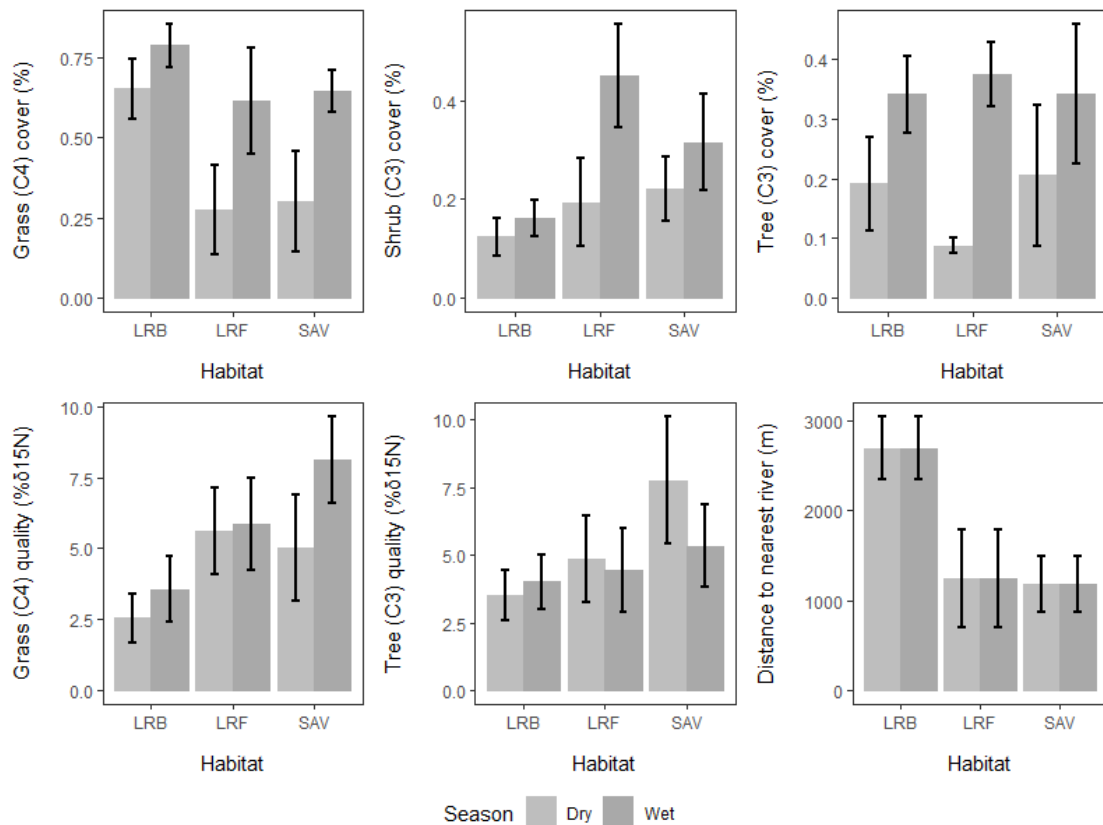 Grass (C4) cover (%)
0.75
0.50
0.25
0.00
LRB LRF SAV
Habitat
Shrub (C3) cover (%)
0.4
0.2
0.0
LRB LRF SAV
Habitat
Tree (C3) cover (%)
0.4
0.3
0.2
0.1
0.0
LRB LRF SAV
Habitat
Grass (C4) quality (%δ15N)
10.0
7.5
5.0
2.5
0.0
LRB LRF SAV
Habitat
Tree (C3) quality (%δ15N)
10.0
7.5
5.0
2.5
0.0
LRB LRF SAV
Habitat
Distance to nearest river (m)
3000
2000
1000
0
LRB LRF SAV
Habitat
Season Dry Wet